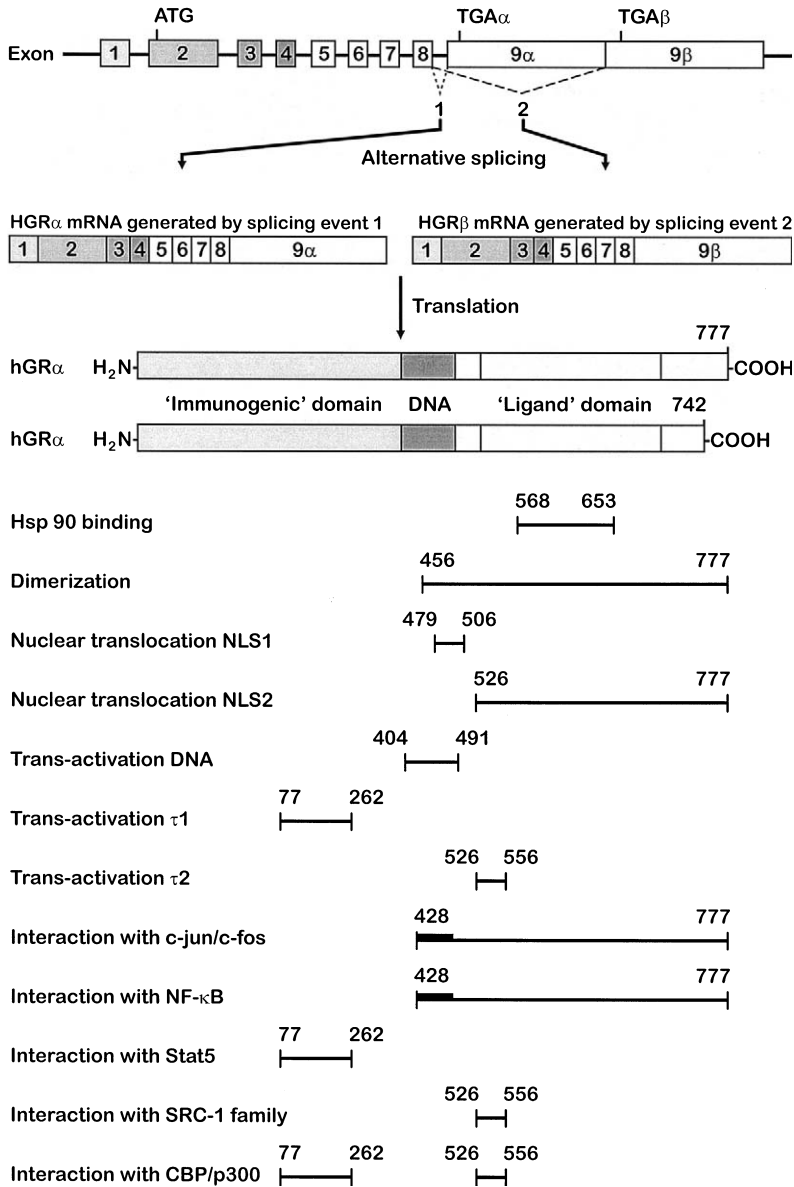 ATG TGAα TGAβ
Exon 1 2 3 4 5 6 7 8 9α 9β
1 2
Alternative splicing
HGRα mRNA generated by splicing event 1
1 2 3 4 5 6 7 8 9α
HGRβ mRNA generated by splicing event 2
1 2 3 4 5 6 7 8 9β
Translation
777
hGRα H₂N- -COOH
'Immunogenic' domain DNA 'Ligand' domain 742
hGRα H₂N- -COOH
568 653
Hsp 90 binding
456 777
Dimerization
479 506
Nuclear translocation NLS1
526 777
Nuclear translocation NLS2
404 491
Trans-activation DNA
77 262
Trans-activation τ1
526 556
Trans-activation τ2
428 777
Interaction with c-jun/c-fos
428 777
Interaction with NF-κB
77 262
Interaction with Stat5
526 556
Interaction with SRC-1 family
77 262 526 556
Interaction with CBP/p300